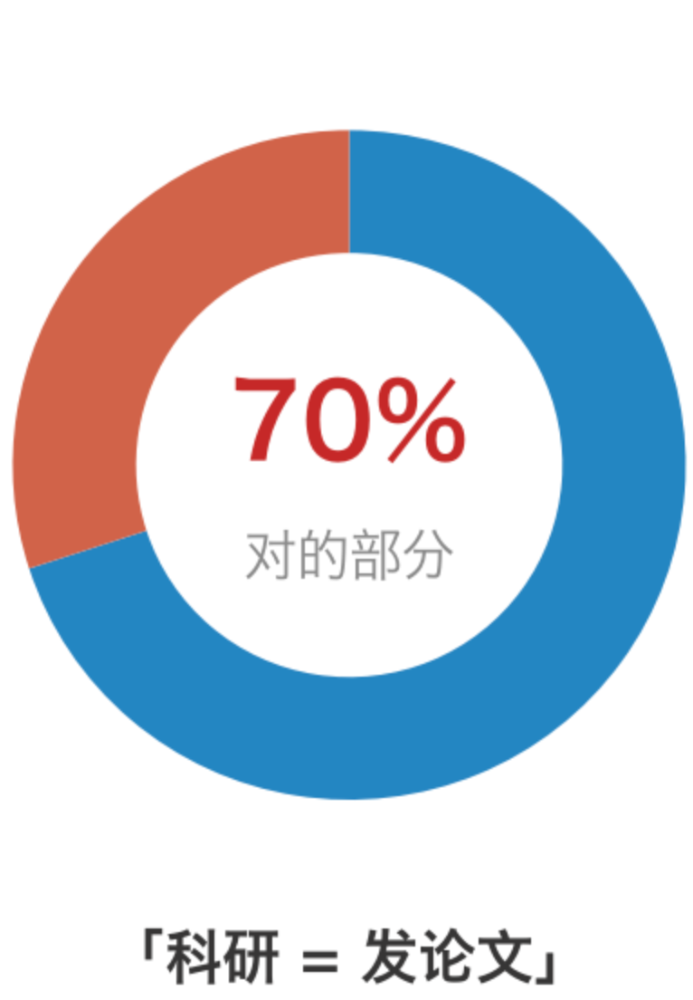 70%
对的部分
「科研 = 发论文」